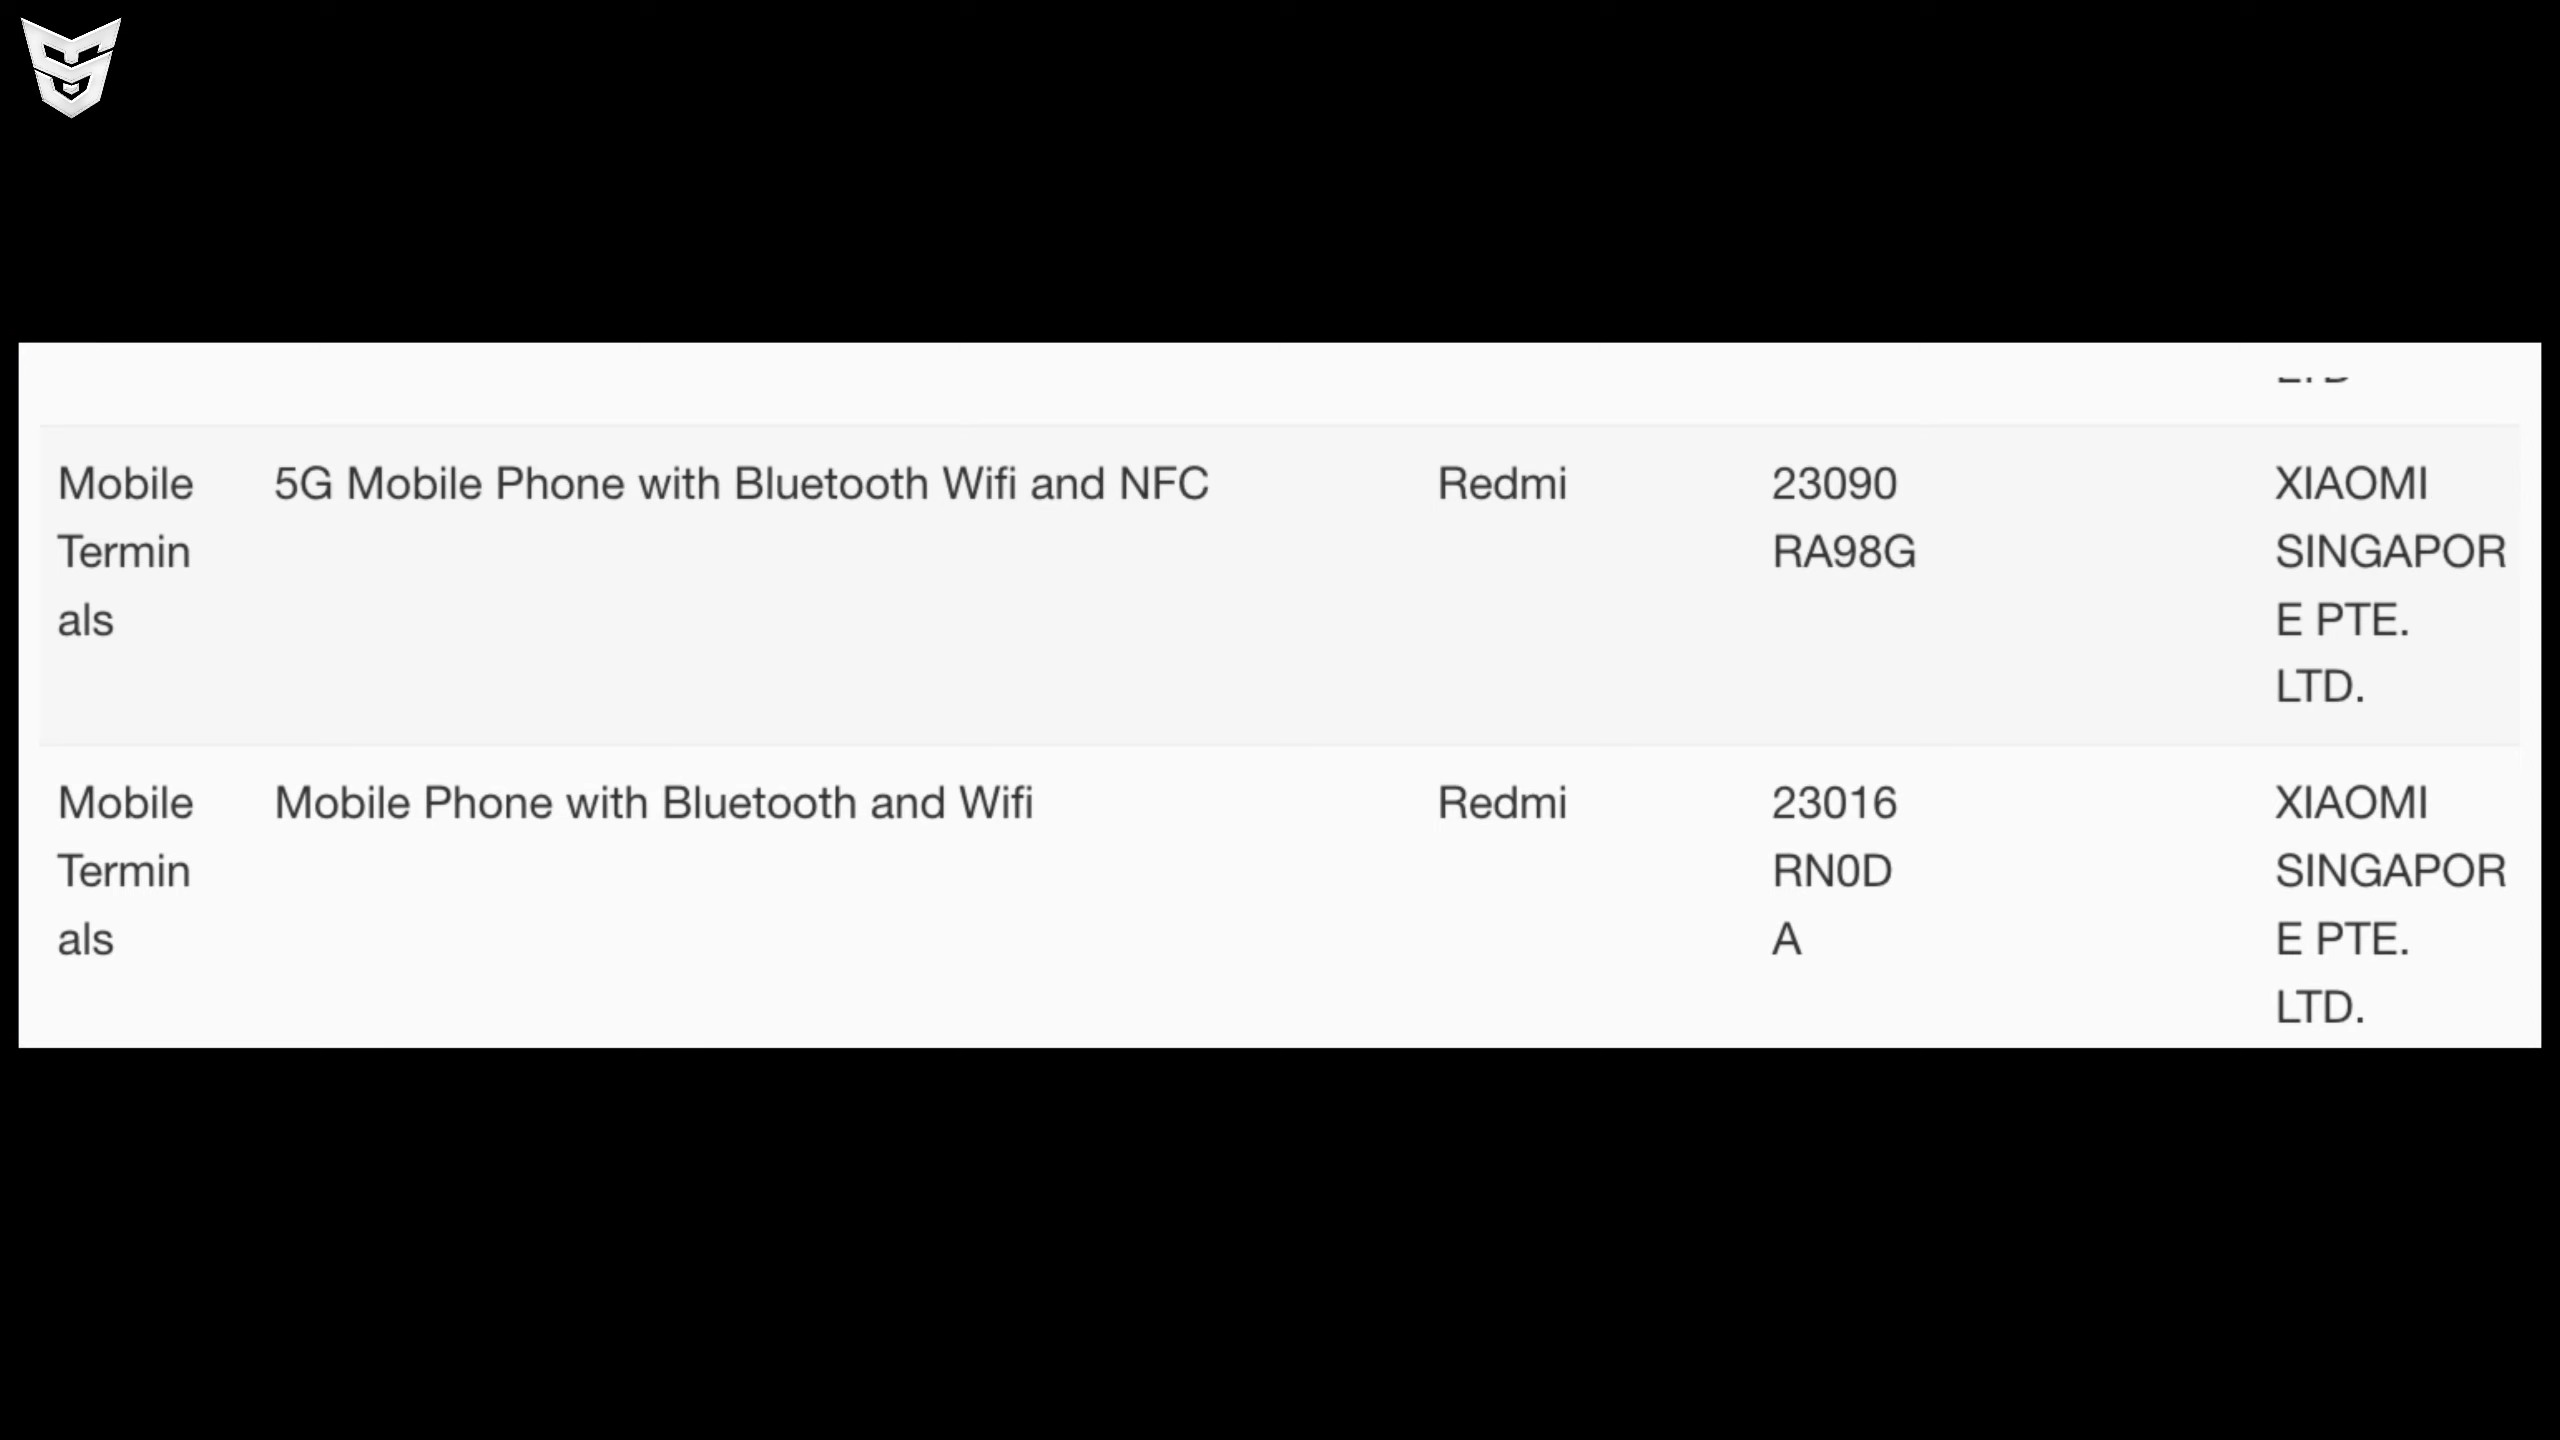 Mobile Termin als
5G Mobile Phone with Bluetooth Wifi and NFC
Redmi
23090
RA98G
XIAOMI
SINGAPOR
E PTE.
LTD.
Mobile Termin als
Mobile Phone with Bluetooth and Wifi
Redmi
23016
RN0D
A
XIAOMI
SINGAPOR
E PTE.
LTD.